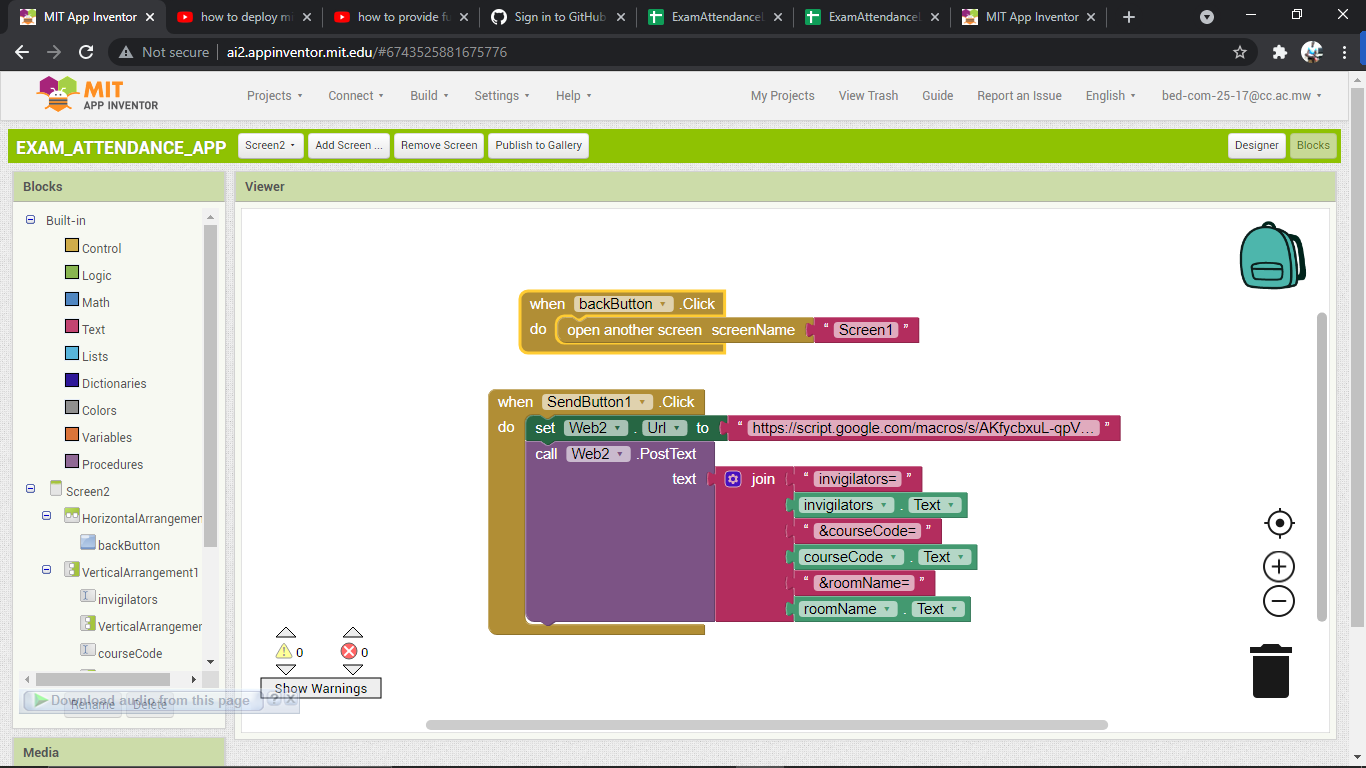 MIT App Inventor
how to deploy mi
how to provide fu
Sign in to GitHub
ExamAttendance
ExamAttendance
MIT App Inventor
Not secure
ai2.appinventor.mit.edu/#6743525881675776
MIT
APP INVENTOR
Projects
Connect
Build
Settings
Help
My Projects
View Trash
Guide
Report an Issue
English
bed-com-25-17@cc.ac.mw
EXAM_ATTENDANCE_APP
Screen2
Add Screen ...
Remove Screen
Publish to Gallery
Designer
Blocks
Blocks
Viewer
Built-in
Control
Logic
Math
Text
Lists
Dictionaries
Colors
Variables
Procedures
Screen2
HorizontalArrangemer
backButton
VerticalArrangement1
invigilators
VerticalArrangemer
courseCode
Rename
Delete
Download audio from this page ? X
Media
when backButton .Click
do open another screen screenName " Screen1 "
when SendButton1 .Click
do set Web2 . Url to " https://script.google.com/macros/s/AKfycbxuL-qpV... "
call Web2 .PostText
text join " invigilators= "
invigilators . Text
" &courseCode= "
courseCode . Text
" &roomName= "
roomName . Text
0
0
Show Warnings